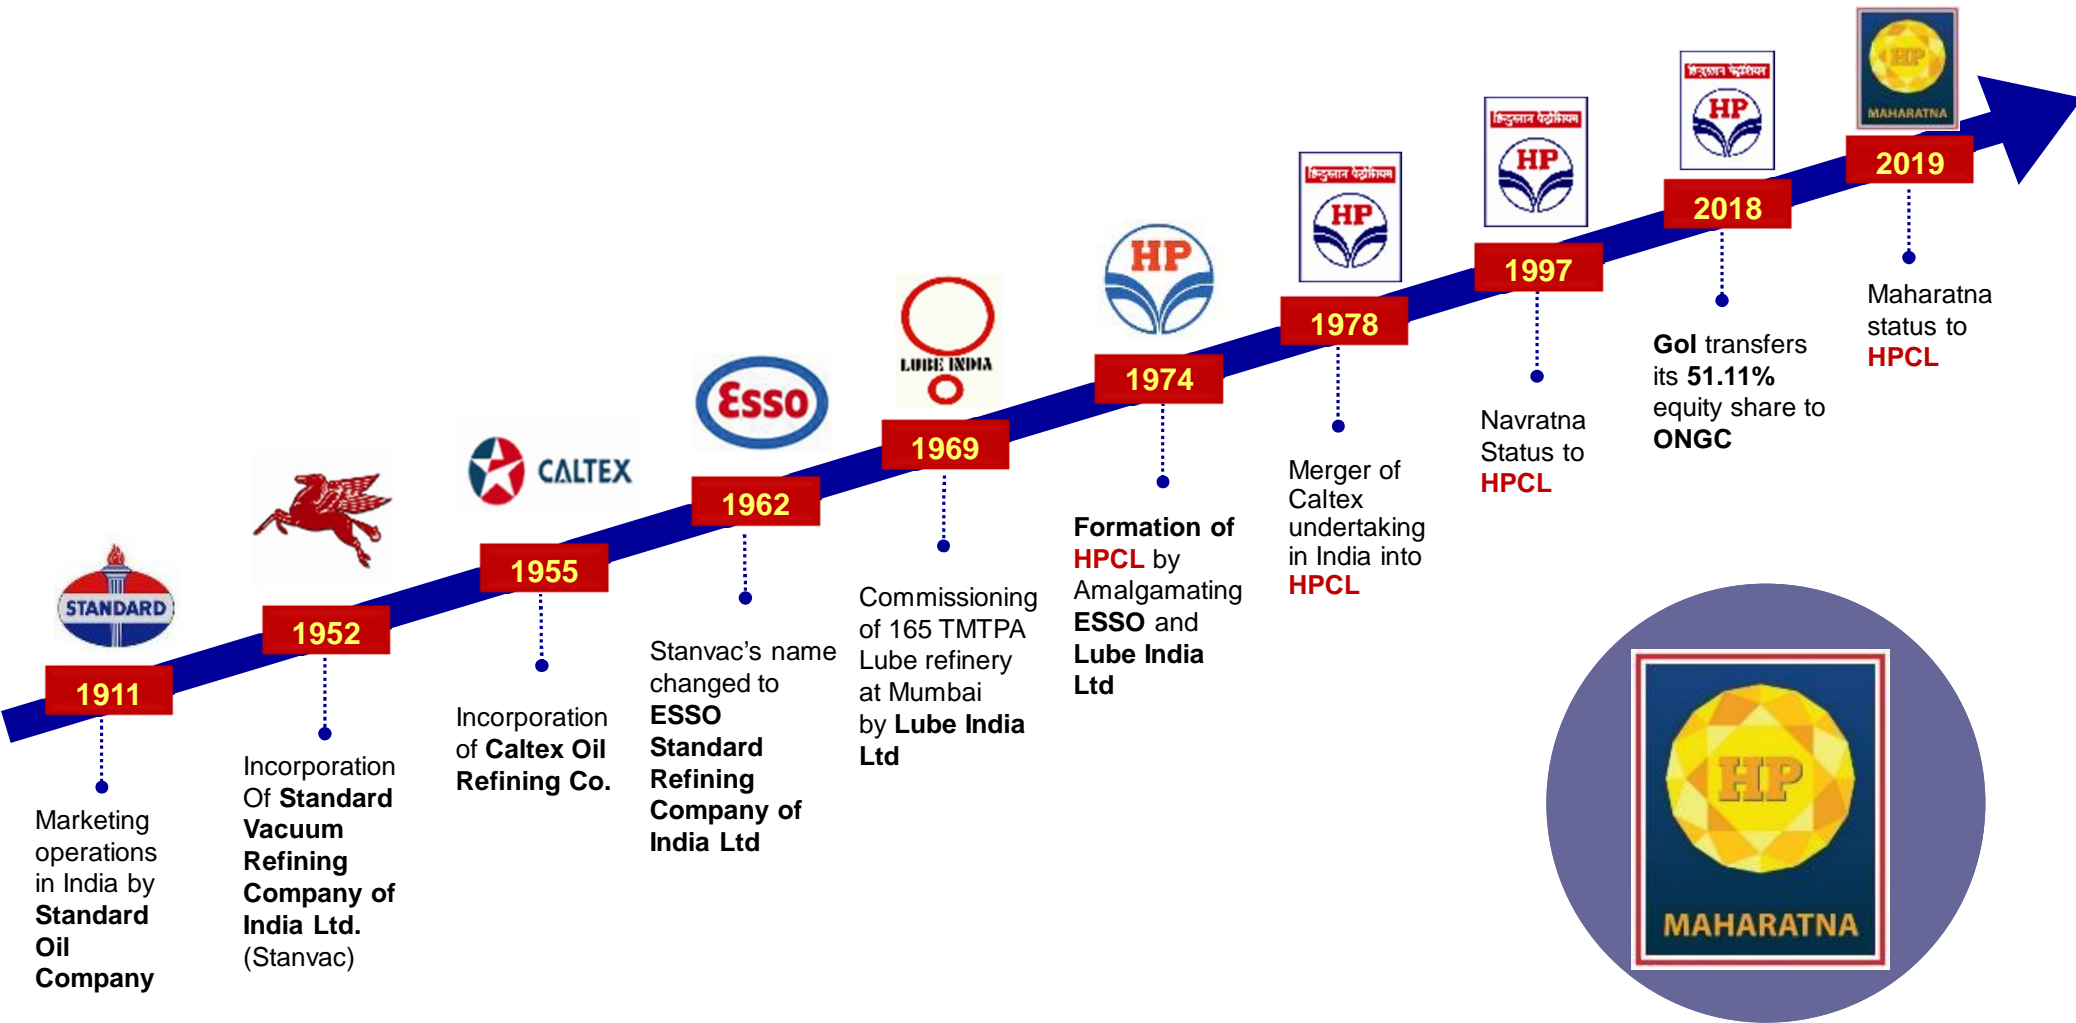 STANDARD
1911
Marketing
operations
in India by
Standard
Oil
Company
1952
Incorporation
Of Standard
Vacuum
Refining
Company of
India Ltd.
(Stanvac)
CALTEX
1955
Incorporation
of Caltex Oil
Refining Co.
Esso
1962
Stanvac’s name
changed to
ESSO
Standard
Refining
Company of
India Ltd
LUBE INDIA
1969
Commissioning
of 165 TMTPA
Lube refinery
at Mumbai
by Lube India
Ltd
HP
1974
Formation of
HPCL by
Amalgamating
ESSO and
Lube India
Ltd
हिन्दुस्तान पेट्रोलियम
HP
1978
Merger of
Caltex
undertaking
in India into
HPCL
हिन्दुस्तान पेट्रोलियम
HP
1997
Navratna
Status to
HPCL
हिन्दुस्तान पेट्रोलियम
HP
2018
GoI transfers
its 51.11%
equity share to
ONGC
HP
MAHARATNA
2019
Maharatna
status to
HPCL
HP
MAHARATNA